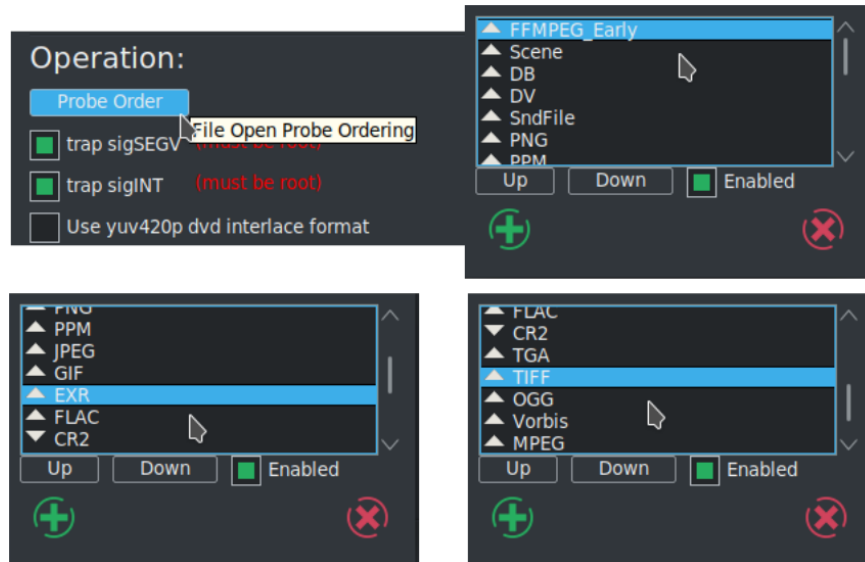 Operation:
Probe Order
File Open Probe Ordering
trap sigSEGV (must be root)
trap sigINT (must be root)
Use yuv420p dvd interlace format
FFMPEG_Early
Scene
DB
DV
SndFile
PNG
PPM
Up Down Enabled
PNG
PPM
JPEG
GIF
EXR
FLAC
CR2
Up Down Enabled
FLAC
CR2
TGA
TIFF
OGG
Vorbis
MPEG
Up Down Enabled